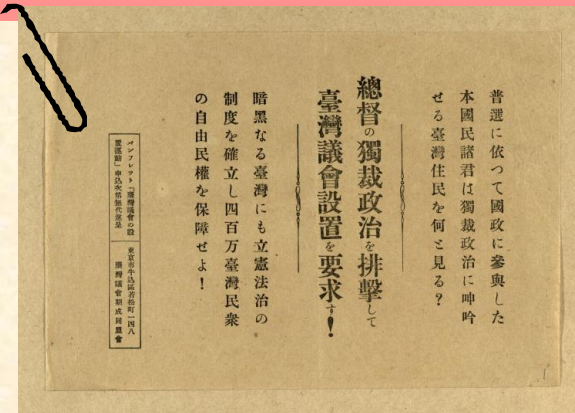 普選に依つて國政に參與した
本國民諸君は獨裁政治に呻吟
せる臺灣住民を何と見る?
總督の獨裁政治を排擊して
臺灣議會設置を要求す!
暗黑なる臺灣にも立憲法治の
制度を確立し四百万臺灣民衆
の自由民權を保障せよ!
パンフレツト「臺灣議會の設
置運動」申込次第無代進呈
東京市牛込區若松町一四八
臺灣議會期成同盟會